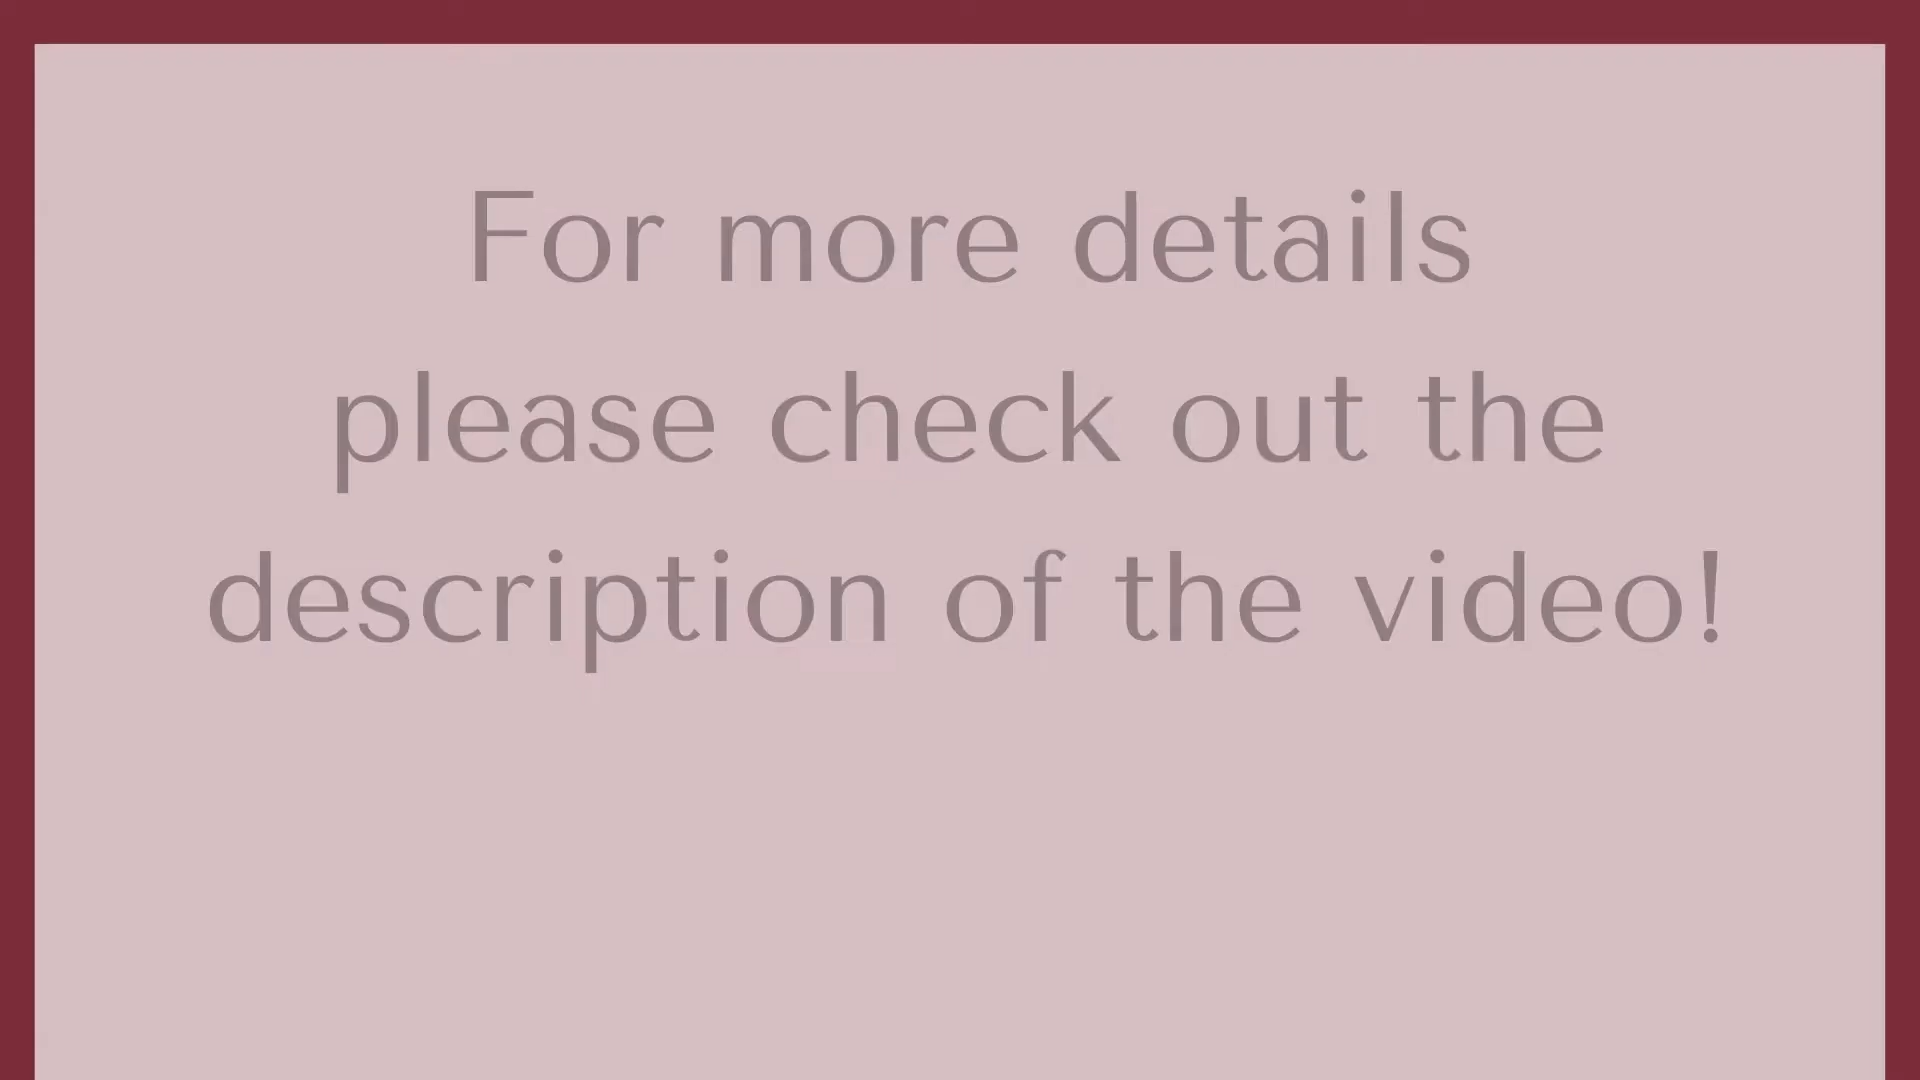 For more details
please check out the
description of the video!